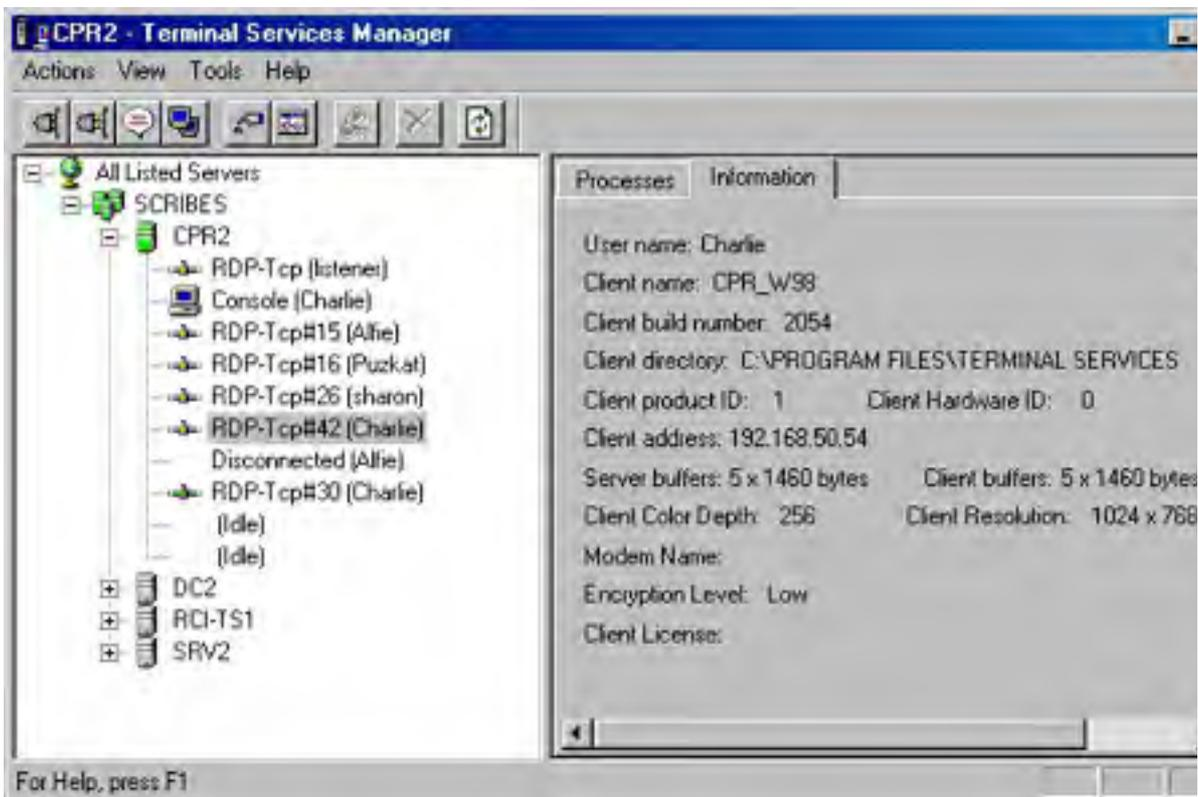 CPR2 - Terminal Services Manager
Actions View Tools Help
All Listed Servers
SCRIBES
CPR2
RDP-Tcp (listener)
Console (Charlie)
RDP-Tcp#15 (Alfie)
RDP-Tcp#16 (Puzkat)
RDP-Tcp#26 (sharon)
RDP-Tcp#42 (Charlie)
Disconnected (Alfie)
RDP-Tcp#30 (Charlie)
(Idle)
(Idle)
DC2
RCI-TS1
SRV2
Processes Information
User name: Charlie
Client name: CPR_W98
Client build number: 2054
Client directory: C:\PROGRAM FILES\TERMINAL SERVICES
Client product ID: 1 Client Hardware ID: 0
Client address: 192.168.50.54
Server buffers: 5 x 1460 bytes Client buffers: 5 x 1460 bytes
Client Color Depth: 256 Client Resolution: 1024 x 768
Modem Name:
Encryption Level: Low
Client License:
For Help, press F1